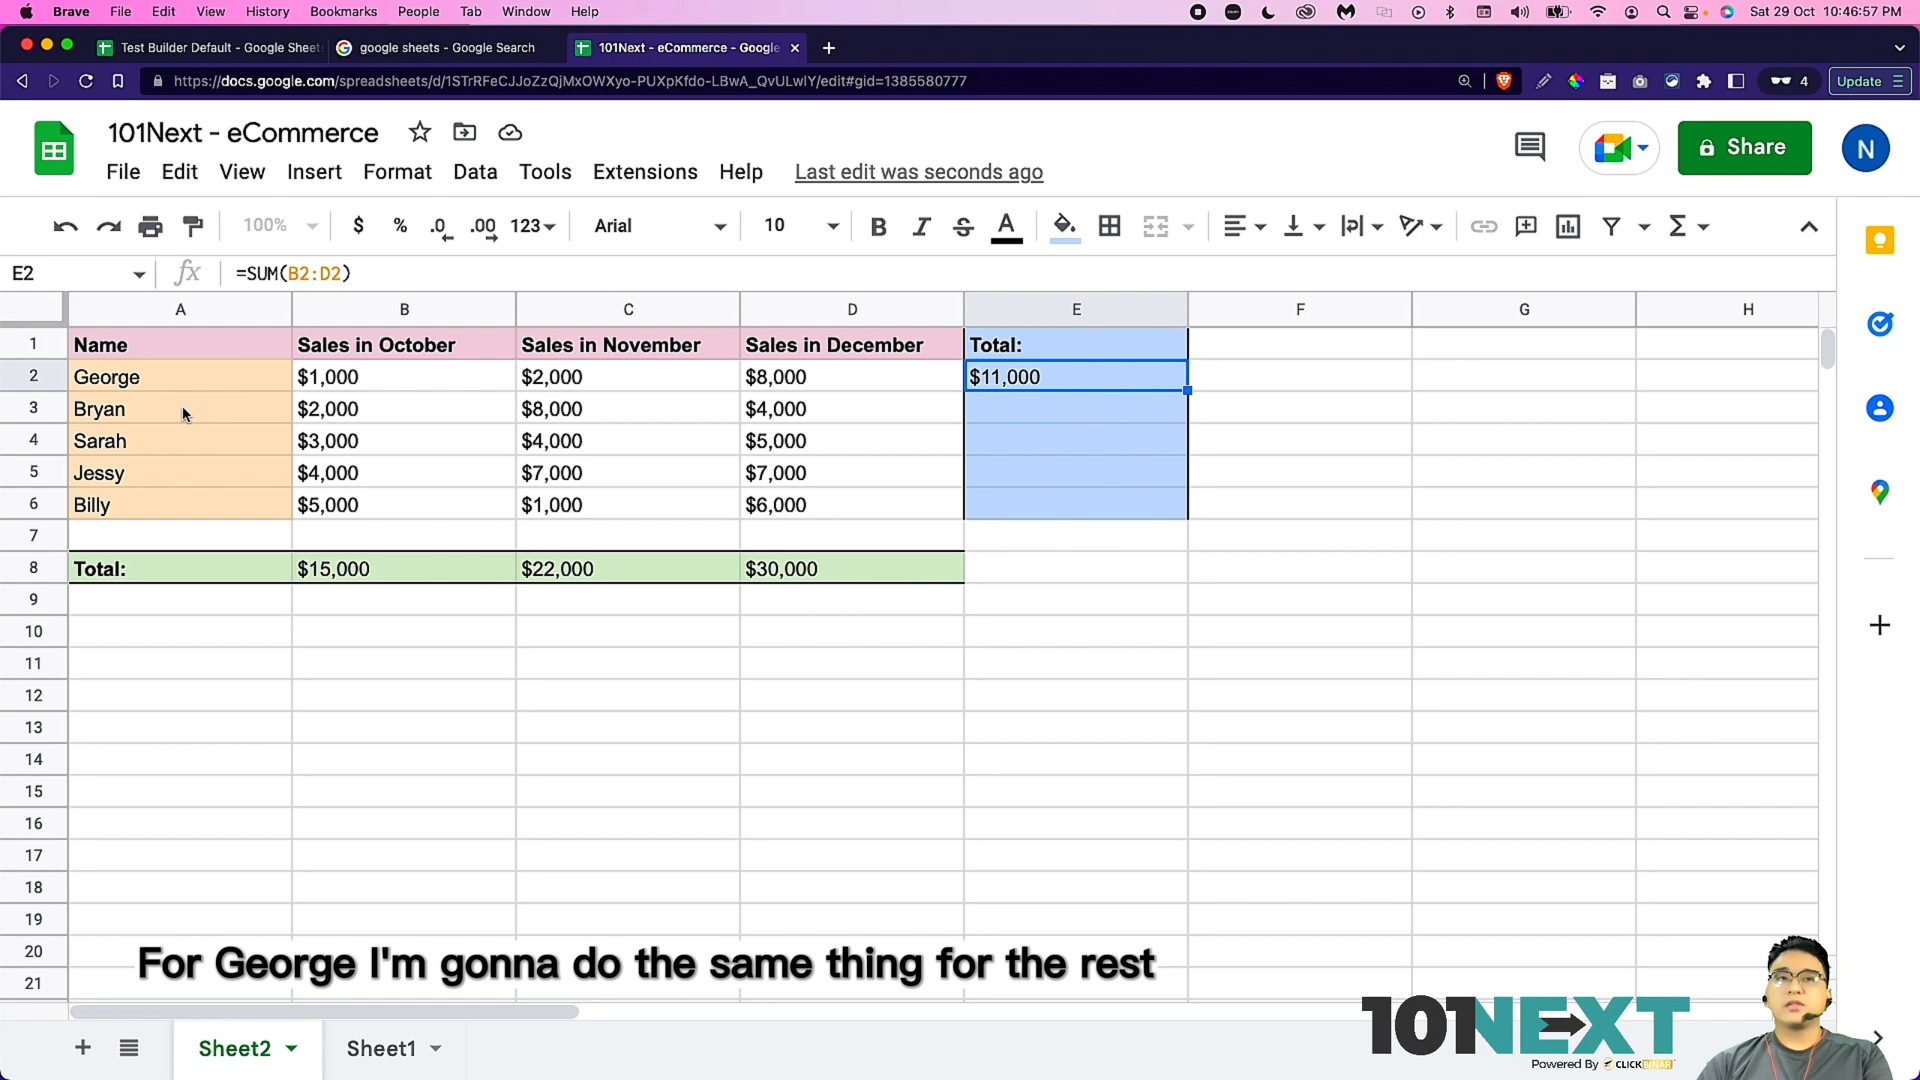 Brave File Edit View History Bookmarks People Tab Window Help Sat 29 Oct 10:46:57 PM
Test Builder Default - Google Sheets google sheets - Google Search 101Next - eCommerce - Google
https://docs.google.com/spreadsheets/d/1STrRFeCJJoZzQjMxOWXyo-PUXpKfdo-LBwA_QvULwlY/edit#gid=1385580777 4 Update
101Next - eCommerce
Share N
File Edit View Insert Format Data Tools Extensions Help Last edit was seconds ago
100% $ % .0 .00 123 Arial 10 B I S A
E2 fx =SUM(B2:D2)
A B C D E F G H
1 Name Sales in October Sales in November Sales in December Total:
2 George $1,000 $2,000 $8,000 $11,000
3 Bryan $2,000 $8,000 $4,000
4 Sarah $3,000 $4,000 $5,000
5 Jessy $4,000 $7,000 $7,000
6 Billy $5,000 $1,000 $6,000
7
8 Total: $15,000 $22,000 $30,000
9
10
11
12
13
14
15
16
17
18
19
20
21
For George I'm gonna do the same thing for the rest
101NEXT
Powered By CLICKBINAR
Sheet2 Sheet1